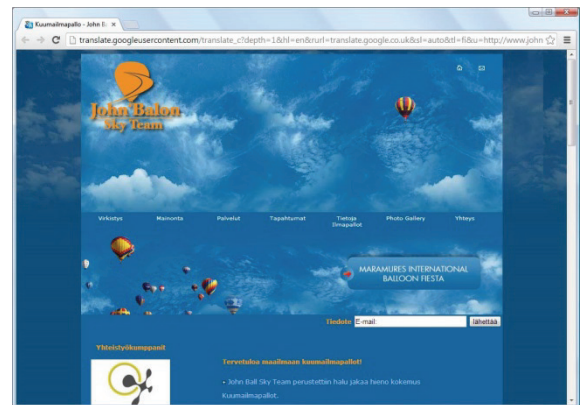 Kuumailmapallo - John B
translate.googleusercontent.com/translate_c?depth=1&hl=en&rurl=translate.google.co.uk&sl=auto&tl=fi&u=http://www.john
John Balon
Sky Team
Virkistys Mainonta Palvelut Tapahtumat Tietoja Ilmapallot Photo Gallery Yhteys
MARAMURES INTERNATIONAL
BALLOON FIESTA
Tiedote E-mail lähettää
Yhteistyökumppanit
Tervetuloa maailmaan kuumailmapallot!
John Ball Sky Team perustettiin halu jakaa hieno kokemus
Kuumailmapallot.